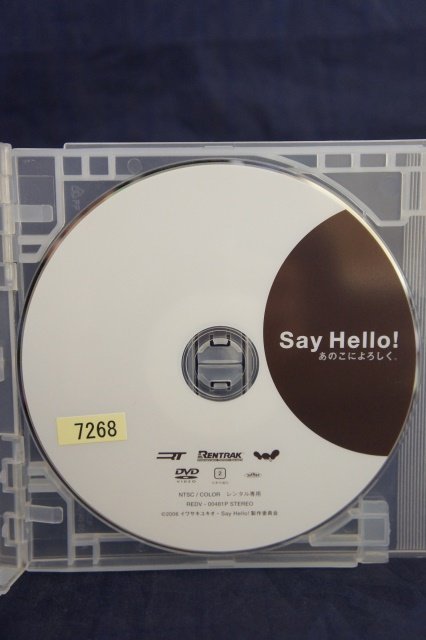 Say Hello!
あのこによろしく。
7268
RENTRAK
DVD
VIDEO
2
NTSC / COLOR レンタル専用
REDV - 00481P STEREO
©2006 イワサキユキオ・Say Hello! 製作委員会